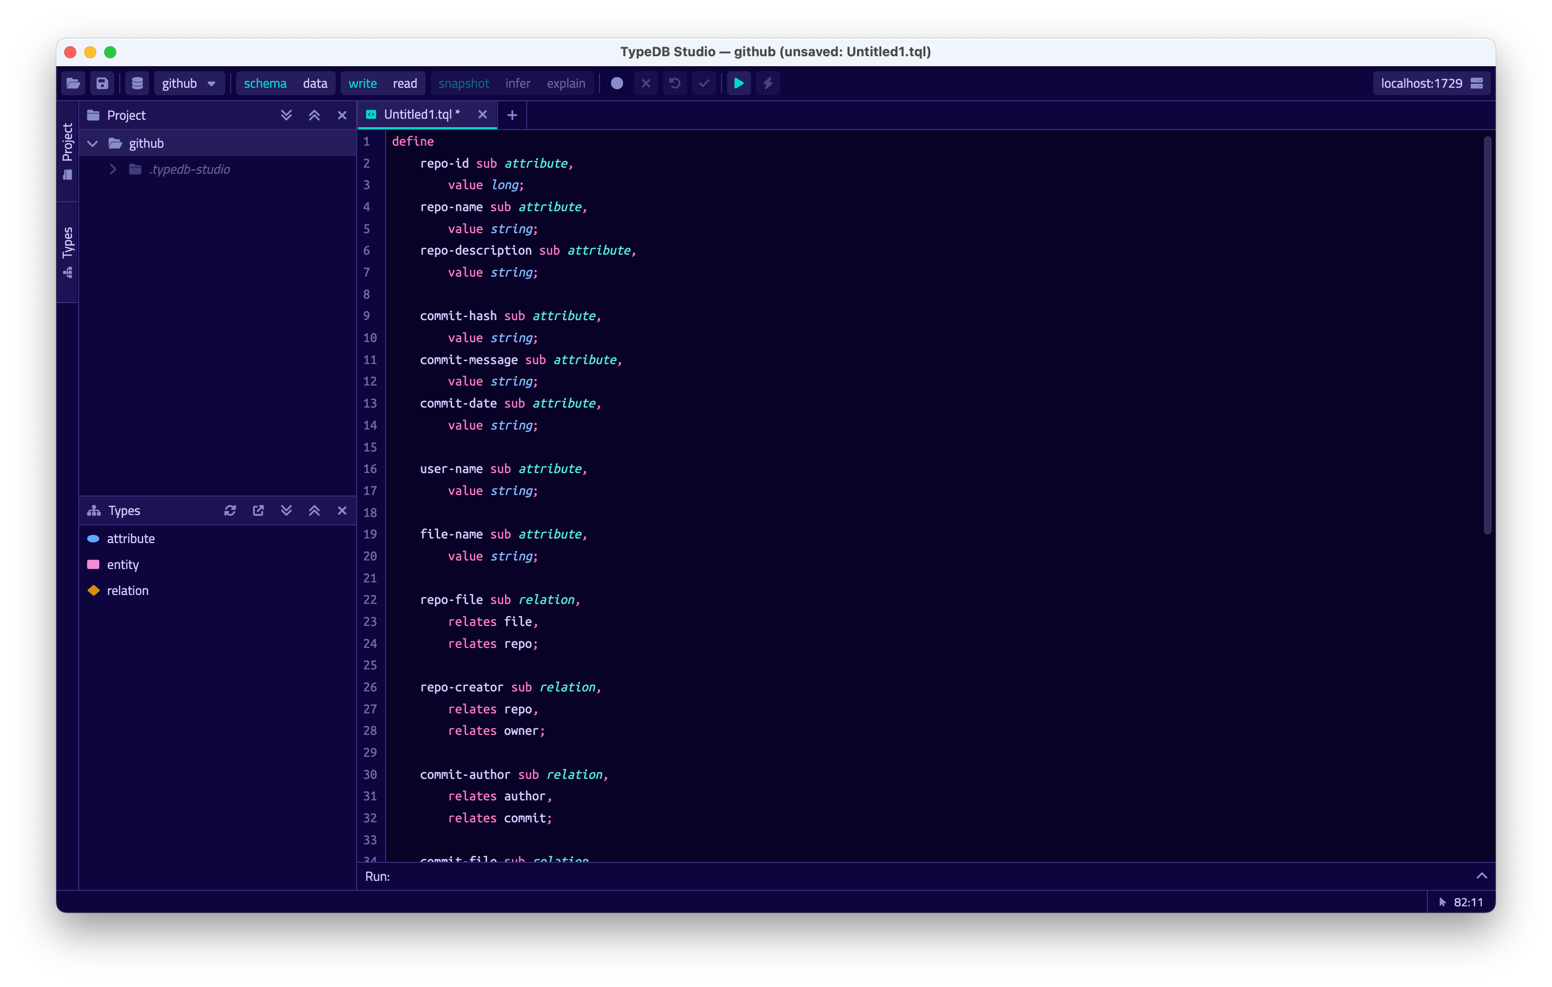 TypeDB Studio — github (unsaved: Untitled1.tql)
github schema data write read snapshot infer explain localhost:1729
Project
github
.typedb-studio
Project
Types
Types
attribute
entity
relation
Untitled1.tql *
1 define
2 repo-id sub attribute,
3 value long;
4 repo-name sub attribute,
5 value string;
6 repo-description sub attribute,
7 value string;
8
9 commit-hash sub attribute,
10 value string;
11 commit-message sub attribute,
12 value string;
13 commit-date sub attribute,
14 value string;
15
16 user-name sub attribute,
17 value string;
18
19 file-name sub attribute,
20 value string;
21
22 repo-file sub relation,
23 relates file,
24 relates repo;
25
26 repo-creator sub relation,
27 relates repo,
28 relates owner;
29
30 commit-author sub relation,
31 relates author,
32 relates commit;
33
34 commit-file sub relation,
Run:
82:11